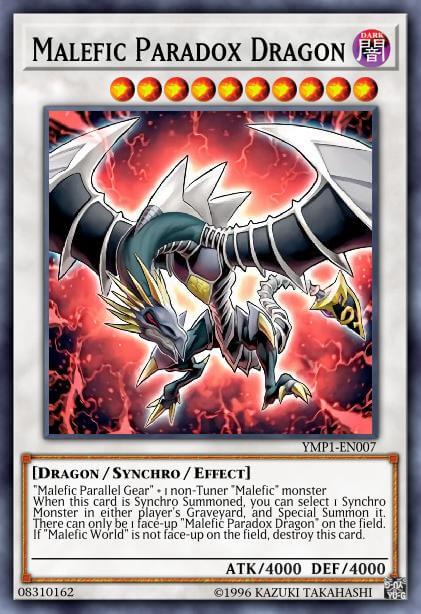 MALEFIC PARADOX DRAGON
DARK
闇
YMP1-EN007
[DRAGON / SYNCHRO / EFFECT]
"Malefic Parallel Gear" + 1 non-Tuner "Malefic" monster
When this card is Synchro Summoned, you can select 1 Synchro
Monster in either player's Graveyard, and Special Summon it.
There can only be 1 face-up "Malefic Paradox Dragon" on the field.
If "Malefic World" is not face-up on the field, destroy this card.
ATK/4000 DEF/4000
08310162
©1996 KAZUKI TAKAHASHI